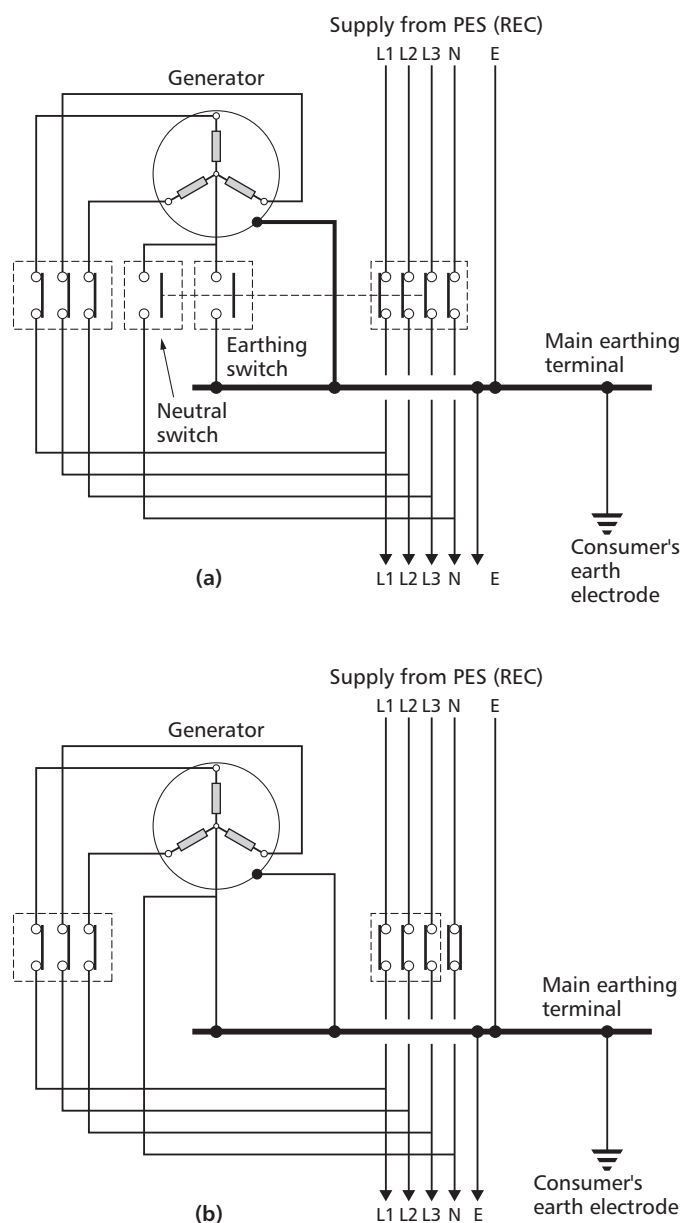 Supply from PES (REC)
L1 L2 L3 N E
Generator
Earthing
switch
Neutral
switch
Main earthing
terminal
Consumer's
earth
electrode
L1 L2 L3 N E
(a)
Supply from PES (REC)
L1 L2 L3 N E
Generator
Main earthing
terminal
Consumer's
earth electrode
L1 L2 L3 N E
(b)